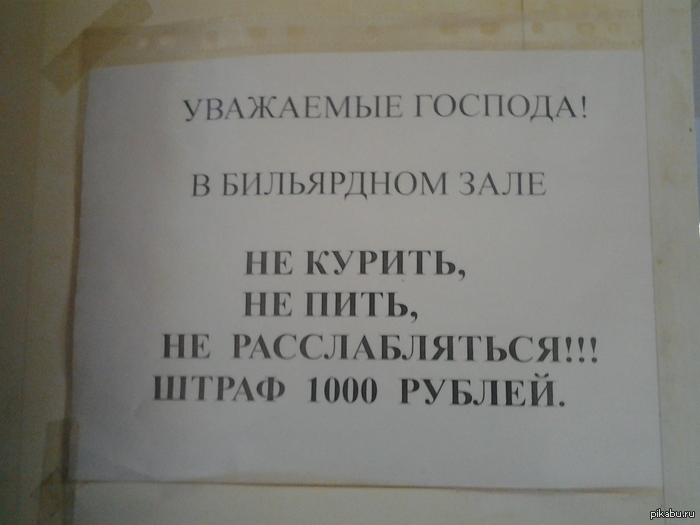 УВАЖАЕМЫЕ ГОСПОДА!
В БИЛЬЯРДНОМ ЗАЛЕ
НЕ КУРИТЬ,
НЕ ПИТЬ,
НЕ РАССЛАБЛЯТЬСЯ!!!
ШТРАФ 1000 РУБЛЕЙ.
pikabu.ru